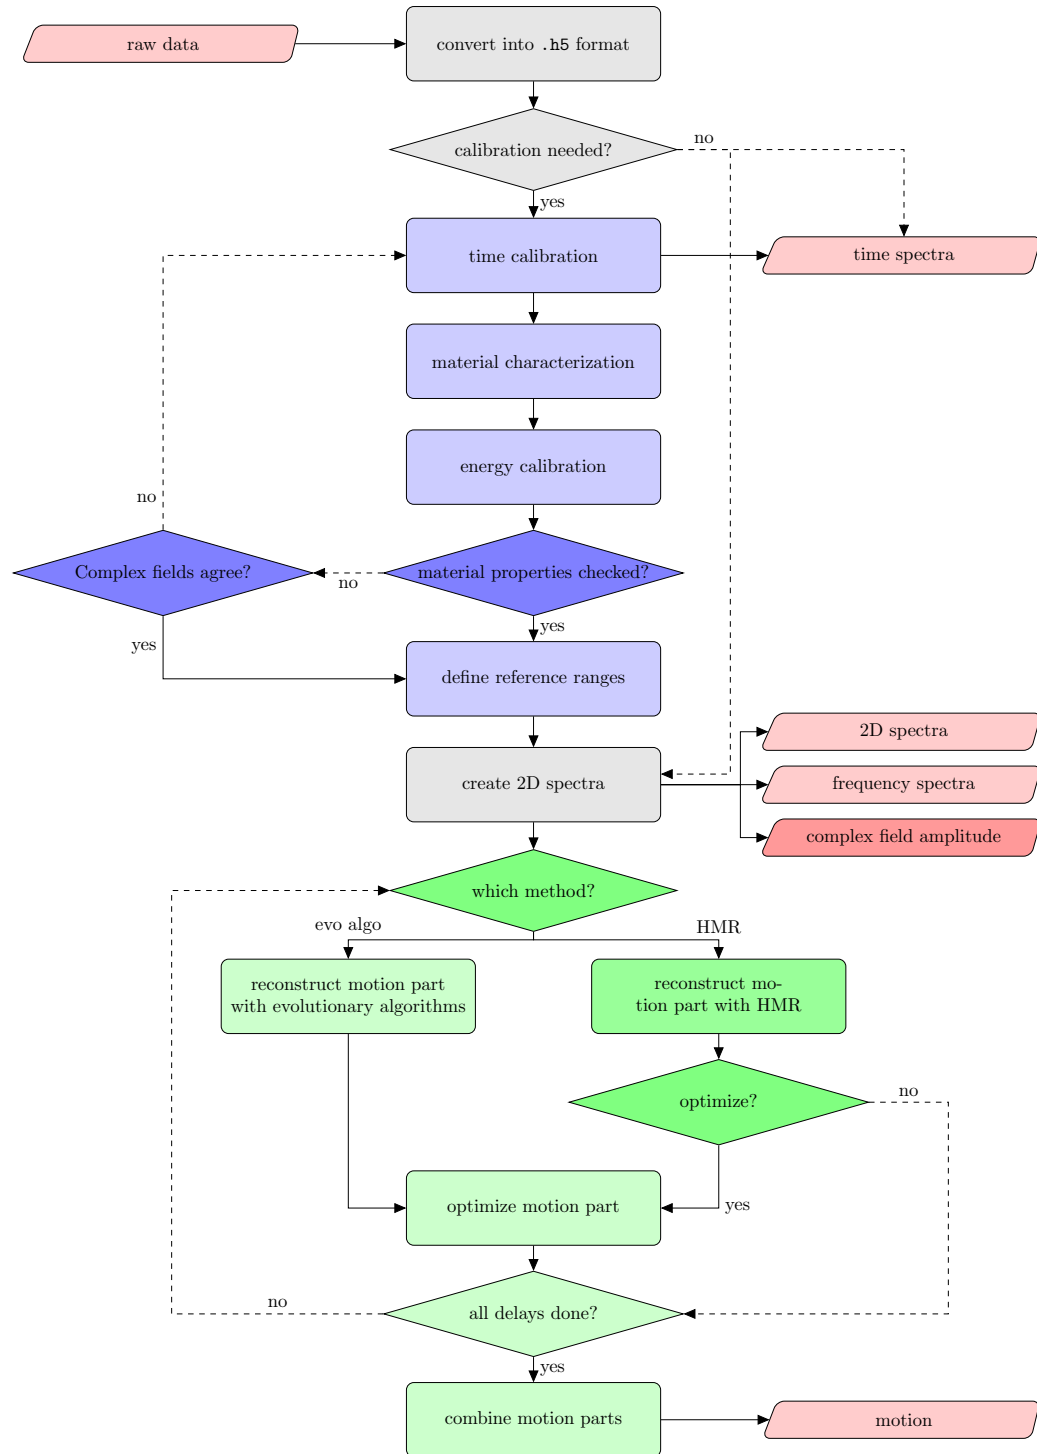 raw data
convert into .h5 format
calibration needed?
no
yes
time calibration
time spectra
material characterization
energy calibration
no
Complex fields agree?
no
material properties checked?
yes
yes
define reference ranges
2D spectra
create 2D spectra
frequency spectra
complex field amplitude
which method?
evo algo
HMR
reconstruct motion part
with evolutionary algorithms
reconstruct mo-
tion part with HMR
optimize?
no
optimize motion part
yes
no
all delays done?
yes
combine motion parts
motion